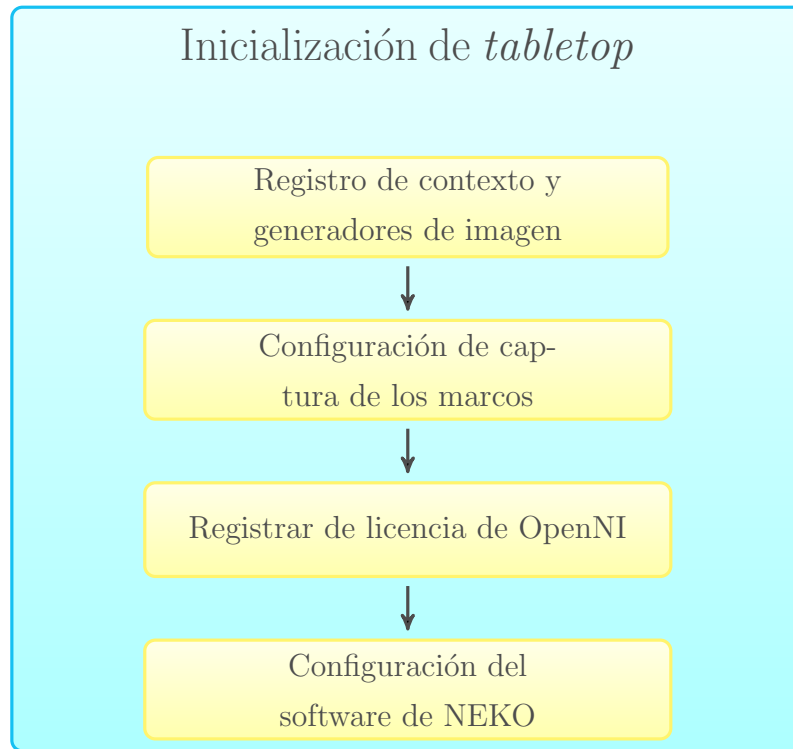 Inicialización de tabletop
Registro de contexto y
generadores de imagen
Configuración de cap-
tura de los marcos
Registrar de licencia de OpenNI
Configuración del
software de NEKO